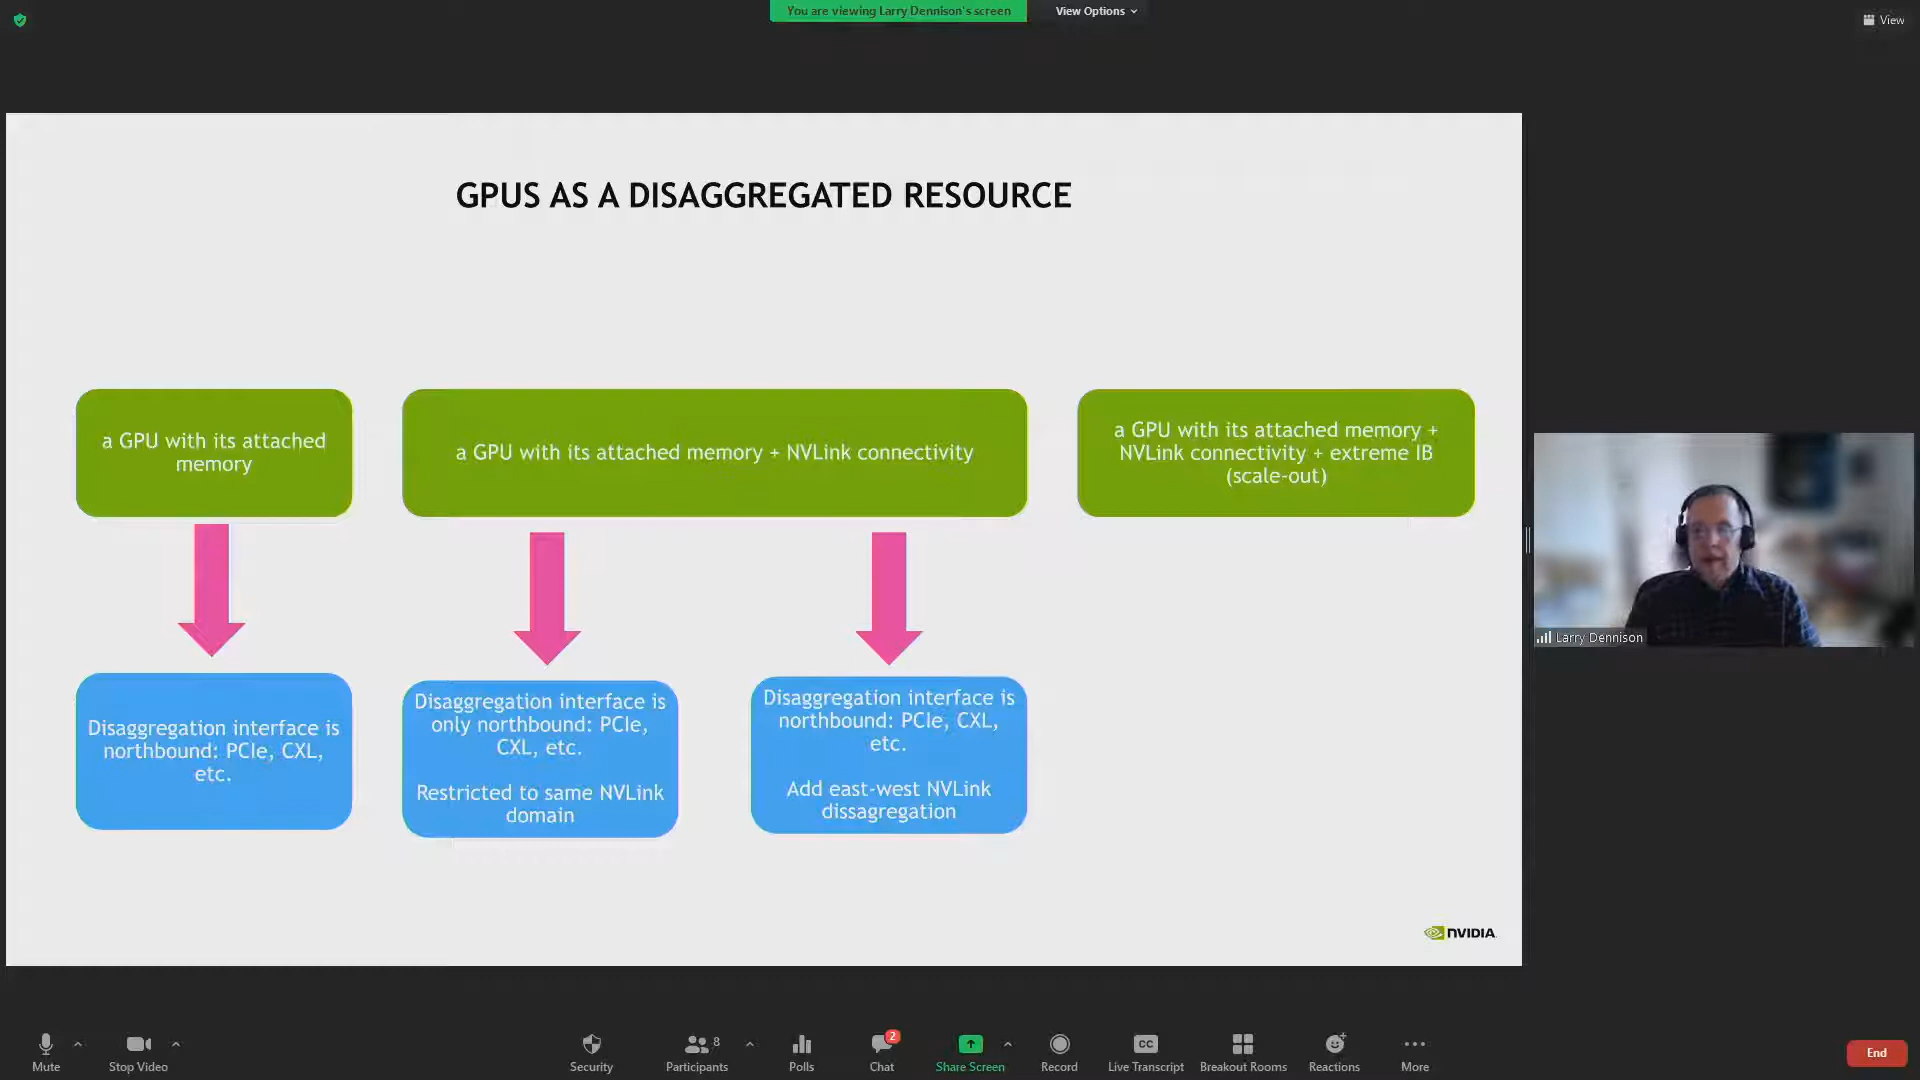 You are viewing Larry Dennison's screen
View Options
View
GPUS AS A DISAGGREGATED RESOURCE
a GPU with its attached
memory
a GPU with its attached memory + NVLink connectivity
a GPU with its attached memory +
NVLink connectivity + extreme IB
(scale-out)
Disaggregation interface is
northbound: PCIe, CXL,
etc.
Disaggregation interface is
only northbound: PCIe,
CXL, etc.
Restricted to same NVLink
domain
Disaggregation interface is
northbound: PCIe, CXL,
etc.
Add east-west NVLink
dissagregation
NVIDIA
Larry Dennison
Mute
Stop Video
Security
Participants
8
Polls
Chat
2
Share Screen
Record
CC
Live Transcript
Breakout Rooms
Reactions
More
End